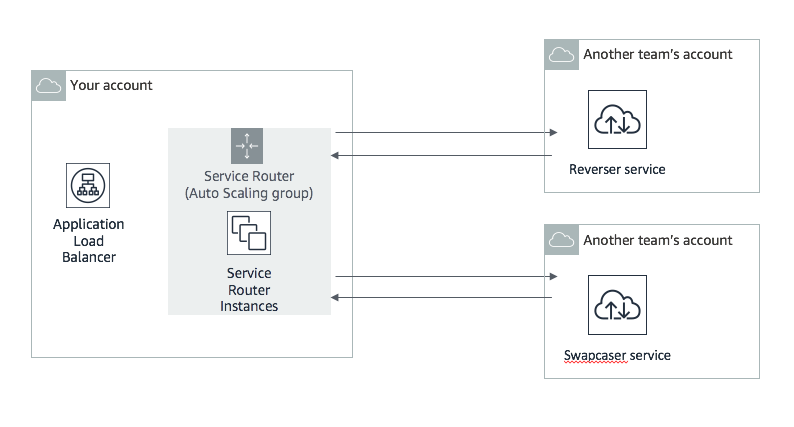 Your account
Application
Load
Balancer
Service Router
(Auto Scaling group)
Service
Router
Instances
Another team's account
Reverser service
Another team's account
Swapcaser service